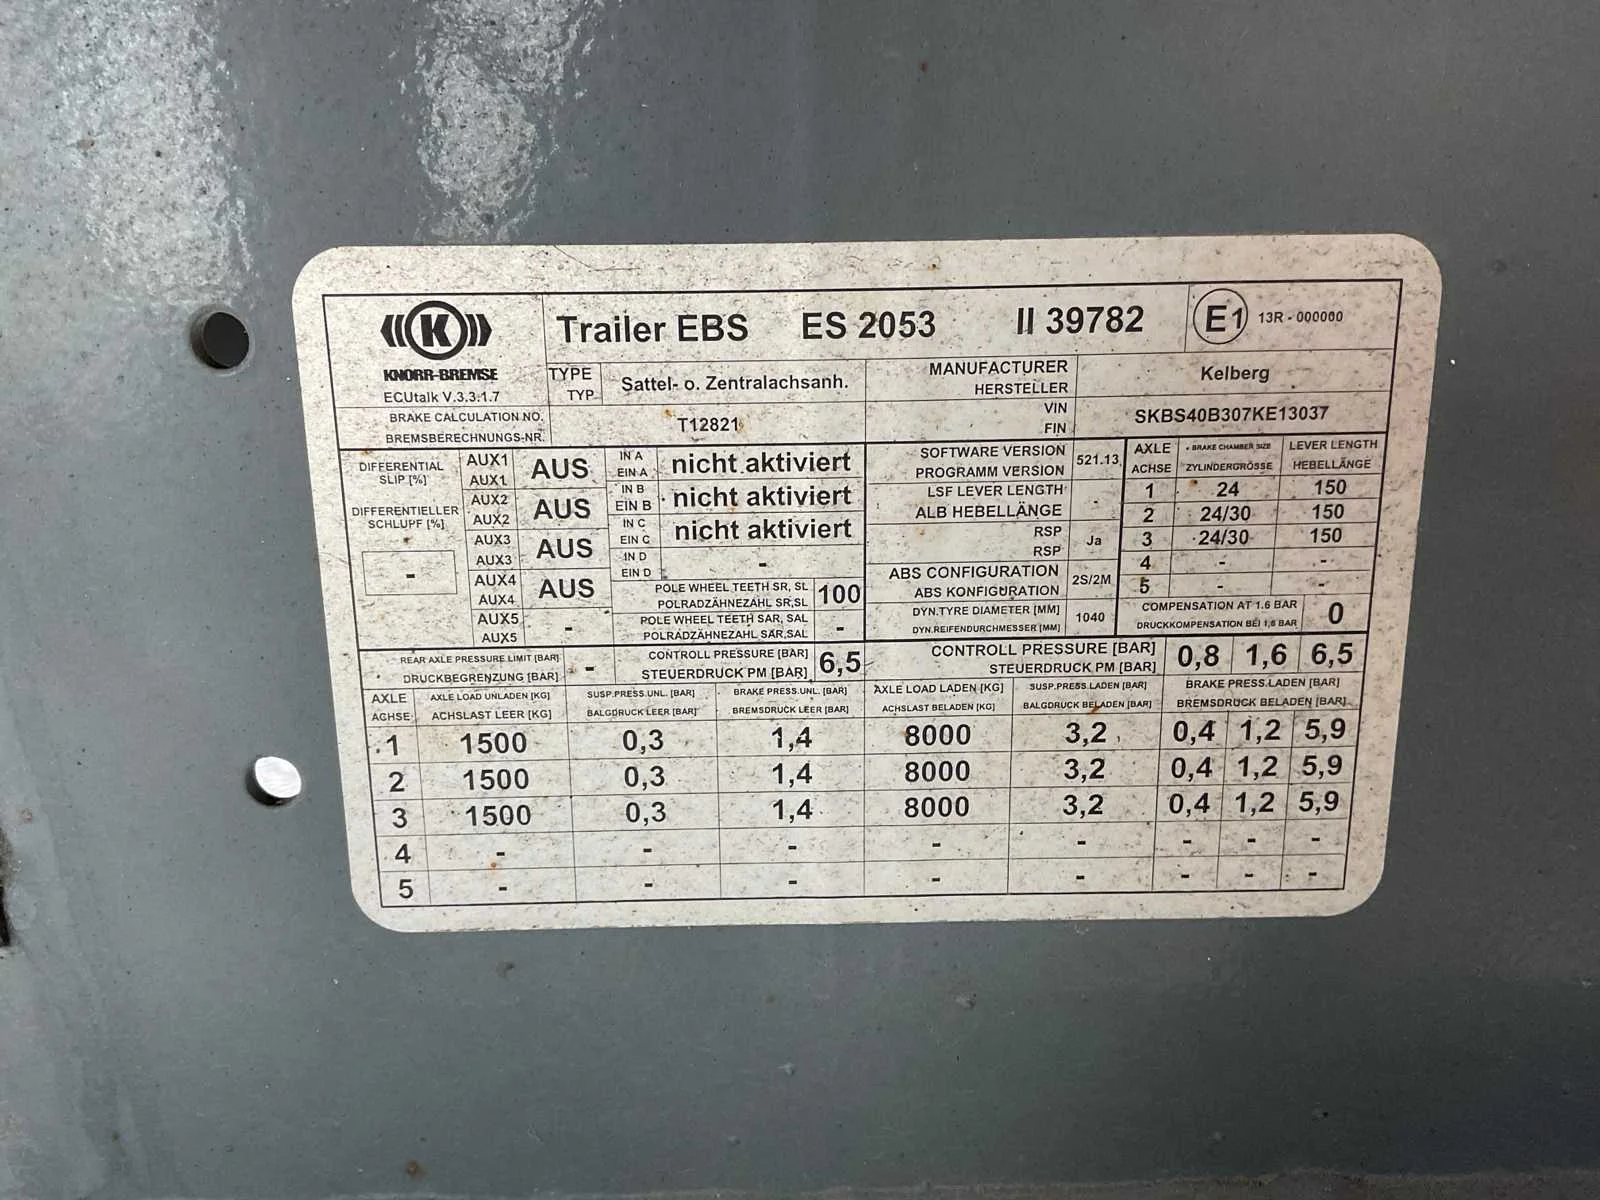 K
KNORR-BREMSE
ECUtalk V.3.3.1.7
Trailer EBS ES 2053 II 39782
E1 13R - 000000
TYPE
TYP
Sattel- o. Zentralachsanh.
MANUFACTURER
HERSTELLER
Kelberg
BRAKE CALCULATION NO.
BREMSBERECHNUNGS-NR.
T12821
VIN
FIN
SKBS40B307KE13037
DIFFERENTIAL
SLIP [%]
DIFFERENTIELLER
SCHLUPF [%]
-
AUX1
AUX1
AUS
AUX2
AUX2
AUS
AUX3
AUX3
AUS
AUX4
AUX4
AUS
AUX5
AUX5
-
IN A
EIN A
nicht aktiviert
IN B
EIN B
nicht aktiviert
IN C
EIN C
nicht aktiviert
IN D
EIN D
-
POLE WHEEL TEETH SR, SL
POLRADZÄHNEZAHL SR,SL
100
POLE WHEEL TEETH SAR, SAL
POLRADZÄHNEZAHL SAR,SAL
-
SOFTWARE VERSION
PROGRAMM VERSION
521.13
LSF LEVER LENGTH
ALB HEBELLÄNGE
-
RSP
RSP
Ja
ABS CONFIGURATION
ABS KONFIGURATION
2S/2M
DYN.TYRE DIAMETER [MM]
DYN.REIFENDURCHMESSER [MM]
1040
AXLE BRAKE CHAMBER SIZE LEVER LENGTH
ACHSE ZYLINDERGRÖSSE HEBELLÄNGE
1 24 150
2 24/30 150
3 24/30 150
4 - -
5 - -
COMPENSATION AT 1.6 BAR
DRUCKKOMPENSATION BEI 1,6 BAR
0
REAR AXLE PRESSURE LIMIT [BAR]
DRUCKBEGRENZUNG [BAR]
-
CONTROLL PRESSURE [BAR]
STEUERDRUCK PM [BAR]
6,5
CONTROLL PRESSURE [BAR]
STEUERDRUCK PM [BAR]
0,8 1,6 6,5
AXLE AXLE LOAD UNLADEN [KG] SUSP.PRESS.UNL. [BAR] BRAKE PRESS.UNL. [BAR] AXLE LOAD LADEN [KG] SUSP.PRESS.LADEN [BAR] BRAKE PRESS.LADEN [BAR]
ACHSE ACHSLAST LEER [KG] BALGDRUCK LEER [BAR] BREMSDRUCK LEER [BAR] ACHSLAST BELADEN [KG] BALGDRUCK BELADEN [BAR] BREMSDRUCK BELADEN [BAR]
1 1500 0,3 1,4 8000 3,2 0,4 1,2 5,9
2 1500 0,3 1,4 8000 3,2 0,4 1,2 5,9
3 1500 0,3 1,4 8000 3,2 0,4 1,2 5,9
4 - - - - - - - -
5 - - - - - - - -